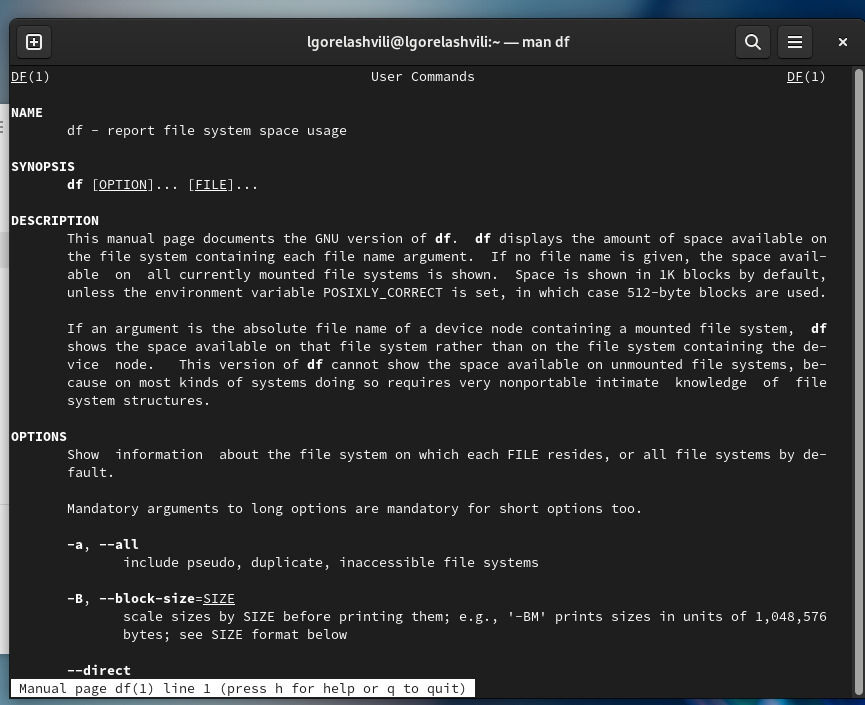 lgorelashvili@lgorelashvili:~ — man df
DF(1) User Commands DF(1)
NAME
df - report file system space usage
SYNOPSIS
df [OPTION]... [FILE]...
DESCRIPTION
This manual page documents the GNU version of df. df displays the amount of space available on
the file system containing each file name argument. If no file name is given, the space avail-
able on all currently mounted file systems is shown. Space is shown in 1K blocks by default,
unless the environment variable POSIXLY_CORRECT is set, in which case 512-byte blocks are used.
If an argument is the absolute file name of a device node containing a mounted file system, df
shows the space available on that file system rather than on the file system containing the de-
vice node. This version of df cannot show the space available on unmounted file systems, be-
cause on most kinds of systems doing so requires very nonportable intimate knowledge of file
system structures.
OPTIONS
Show information about the file system on which each FILE resides, or all file systems by de-
fault.
Mandatory arguments to long options are mandatory for short options too.
-a, --all
include pseudo, duplicate, inaccessible file systems
-B, --block-size=SIZE
scale sizes by SIZE before printing them; e.g., '-BM' prints sizes in units of 1,048,576
bytes; see SIZE format below
--direct
Manual page df(1) line 1 (press h for help or q to quit)